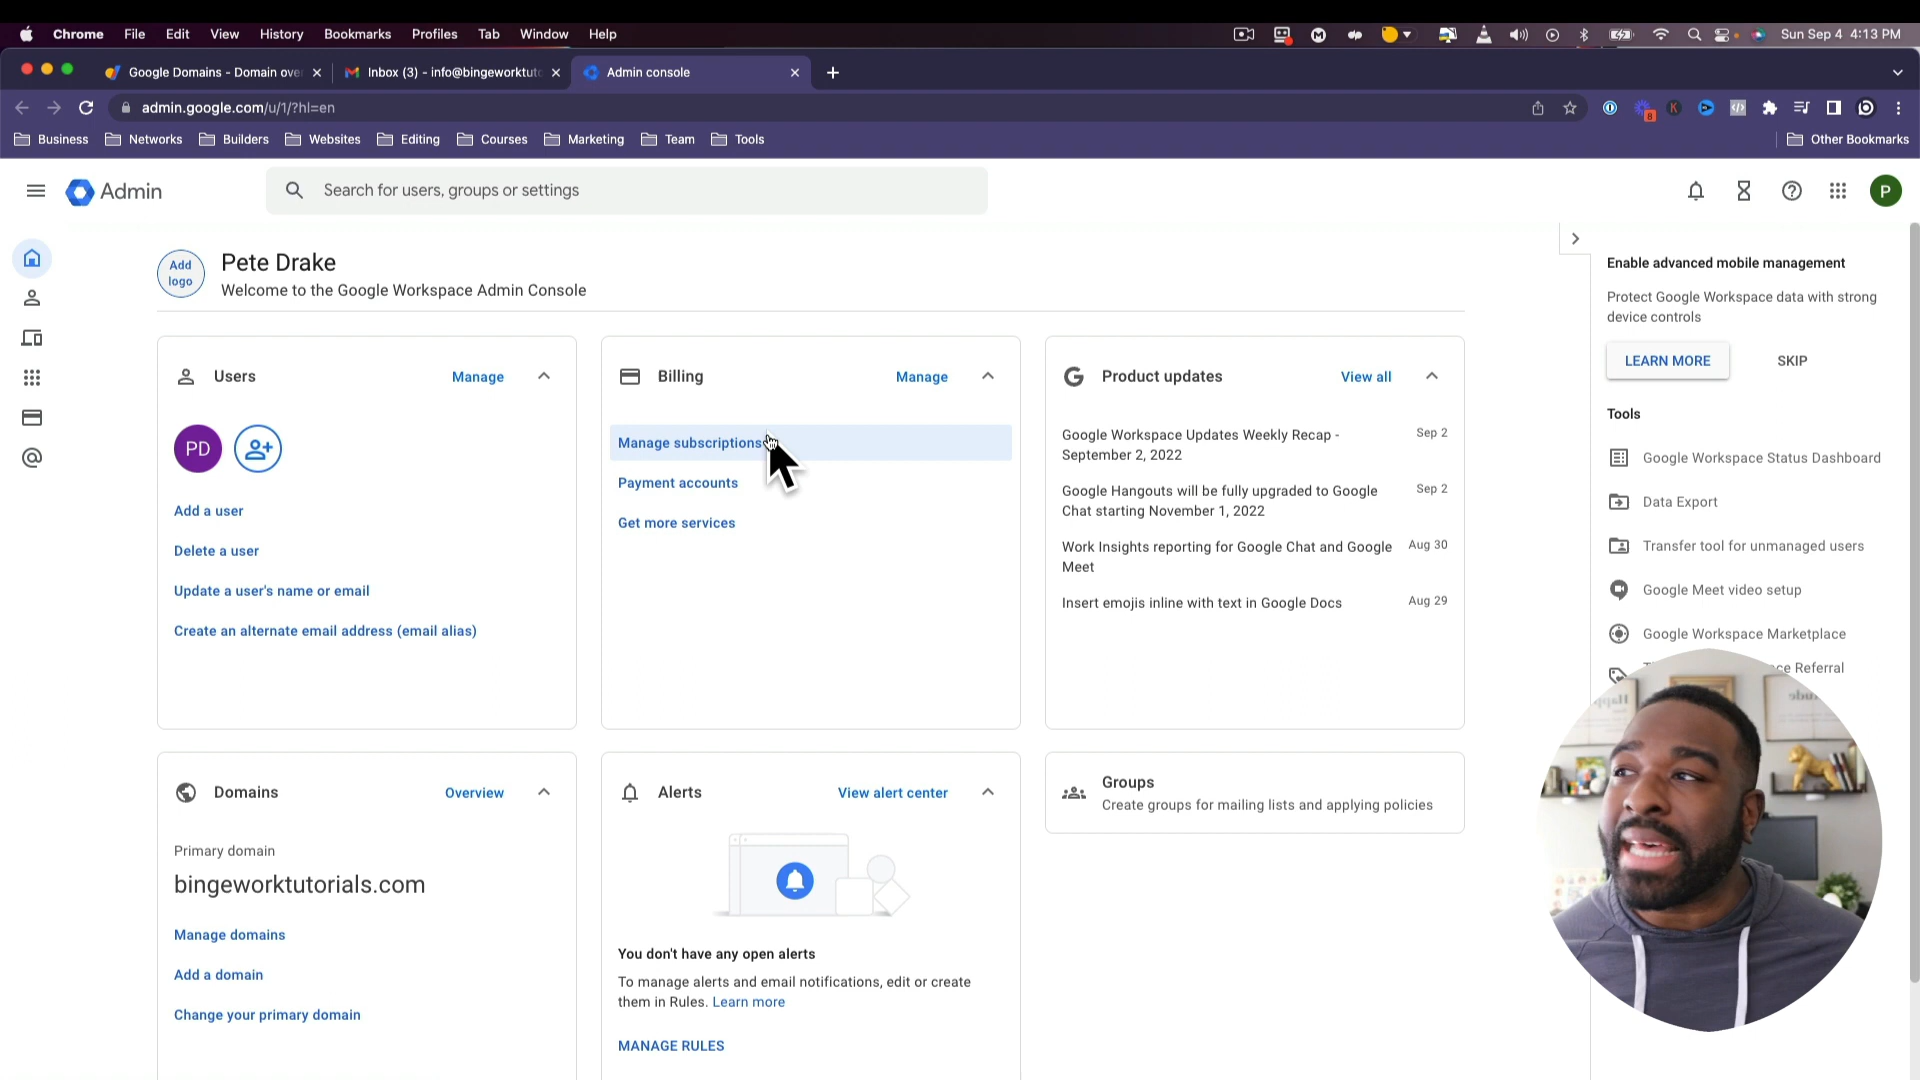 Chrome File Edit View History Bookmarks Profiles Tab Window Help
Sun Sep 4 4:13 PM
Google Domains - Domain ove
Inbox (3) - info@bingeworktuto
Admin console
admin.google.com/u/1/?hl=en
8
Business Networks Builders Websites Editing Courses Marketing Team Tools
Other Bookmarks
Admin
Search for users, groups or settings
P
Add
logo
Pete Drake
Welcome to the Google Workspace Admin Console
Users Manage
PD
Add a user
Delete a user
Update a user's name or email
Create an alternate email address (email alias)
Billing Manage
Manage subscriptions
Payment accounts
Get more services
Product updates View all
Google Workspace Updates Weekly Recap - Sep 2
September 2, 2022
Google Hangouts will be fully upgraded to Google Sep 2
Chat starting November 1, 2022
Work Insights reporting for Google Chat and Google Aug 30
Meet
Insert emojis inline with text in Google Docs Aug 29
Domains Overview
Primary domain
bingeworktutorials.com
Manage domains
Add a domain
Change your primary domain
Alerts View alert center
You don't have any open alerts
To manage alerts and email notifications, edit or create
them in Rules. Learn more
MANAGE RULES
Groups
Create groups for mailing lists and applying policies
Enable advanced mobile management
Protect Google Workspace data with strong
device controls
LEARN MORE SKIP
Tools
Google Workspace Status Dashboard
Data Export
Transfer tool for unmanaged users
Google Meet video setup
Google Workspace Marketplace
Referral